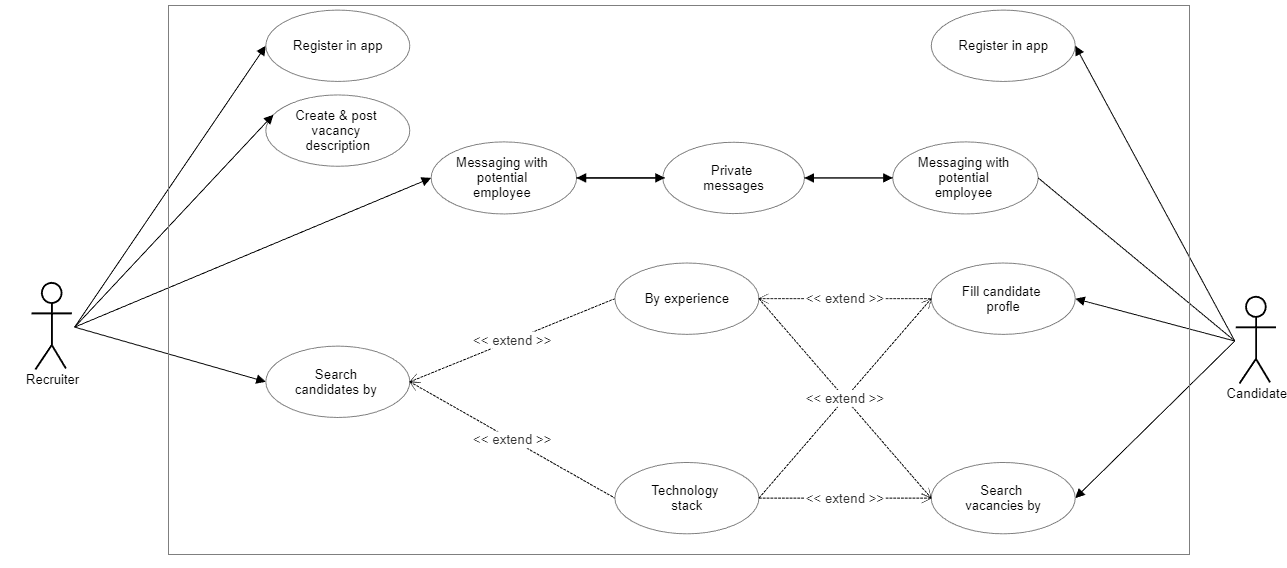 Register in app
Register in app
Create & post
vacancy
description
Messaging with
potential
employee
Private
messages
Messaging with
potential
employee
By experience
<< extend >>
Fill candidate
profle
<< extend >>
Recruiter
Search
candidates by
Candidate
<< extend >>
<< extend >>
Technology
stack
<< extend >>
Search
vacancies by